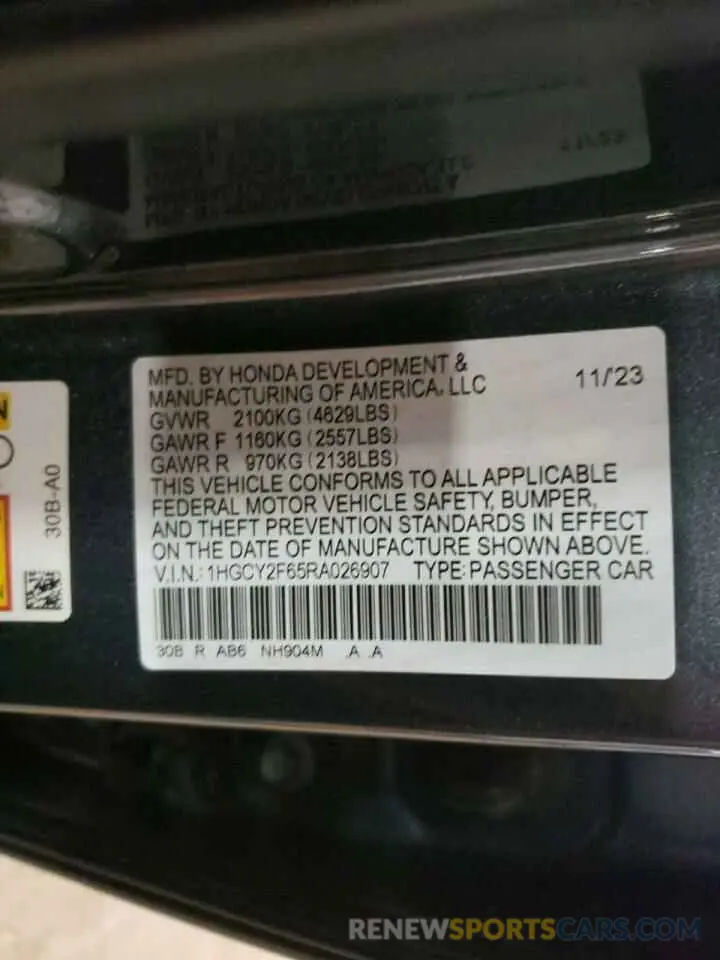 MFD. BY HONDA DEVELOPMENT &
MANUFACTURING OF AMERICA, LLC 11/'23
GVWR 2100KG (4629LBS)
GAWR F 1160KG (2557LBS)
GAWR R 970KG (2138LBS)
THIS VEHICLE CONFORMS TO ALL APPLICABLE
FEDERAL MOTOR VEHICLE SAFETY, BUMPER,
AND THEFT PREVENTION STANDARDS IN EFFECT
ON THE DATE OF MANUFACTURE SHOWN ABOVE.
V.I.N.: 1HGCY2F65RA026907 TYPE: PASSENGER CAR
30B R AB6 NH904M .A .A
30B-A0
RENEWSPORTSCARS.COM